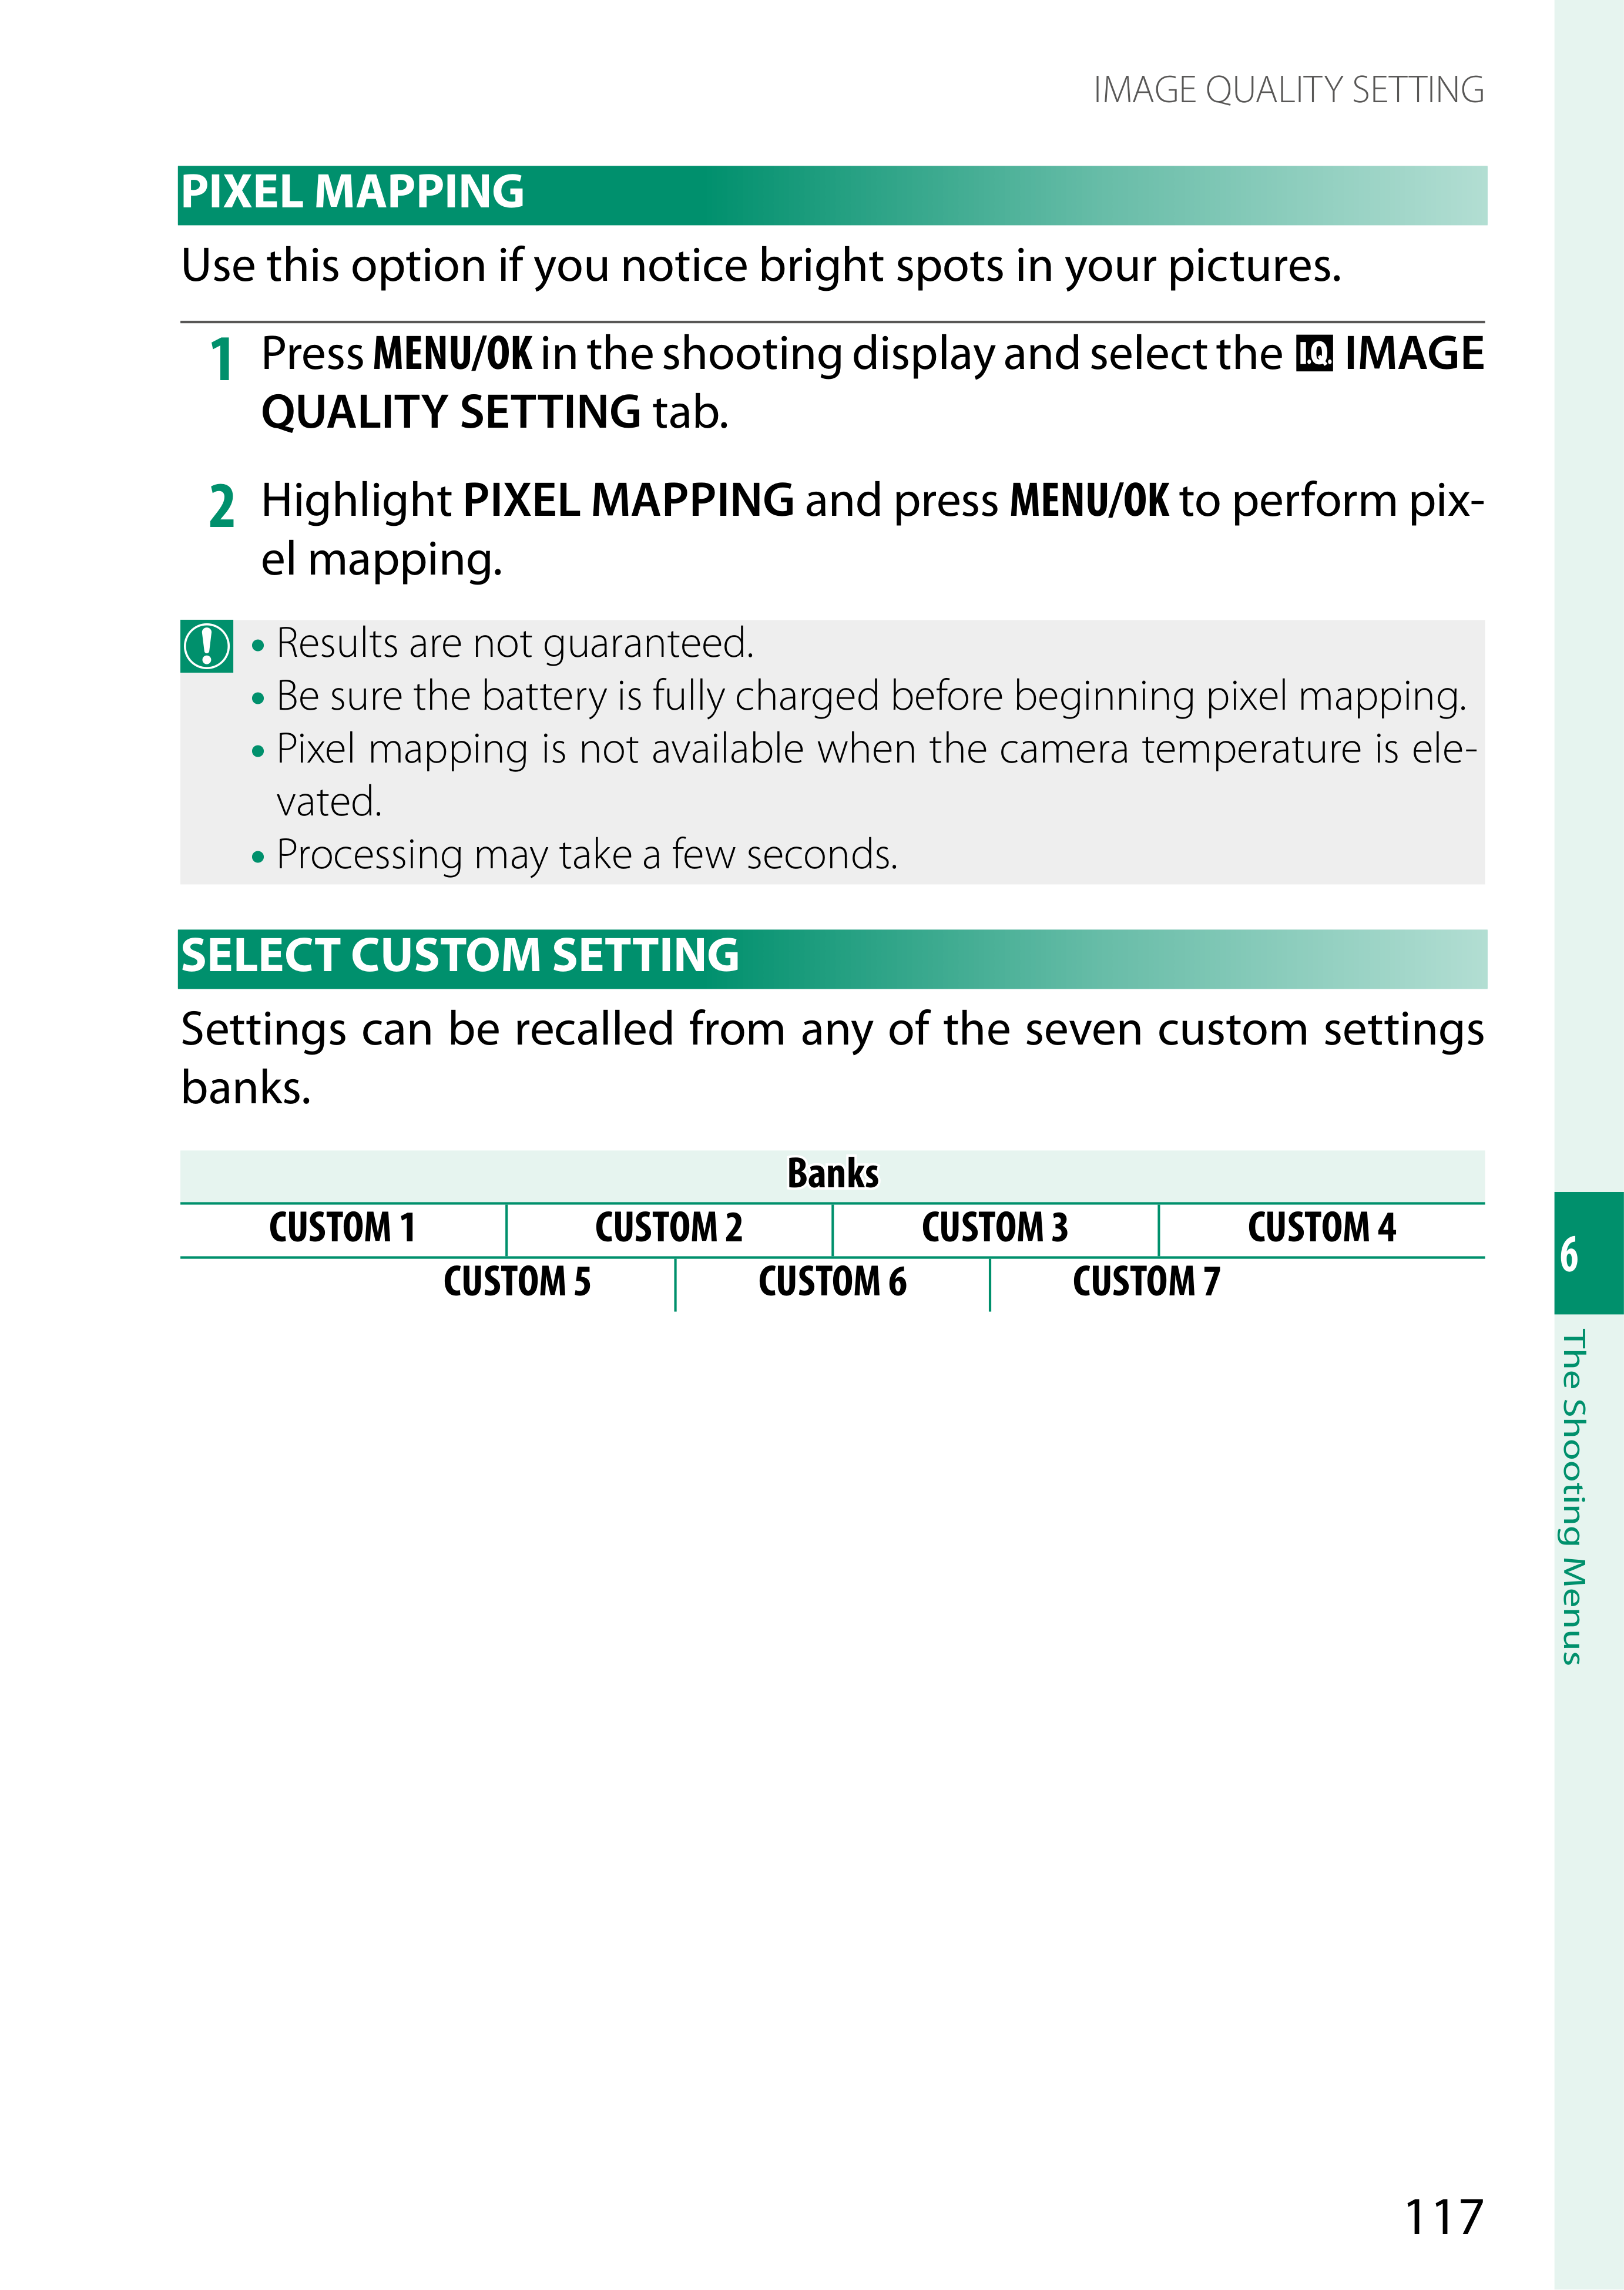 IMAGE QUALITY SETTING
PIXEL MAPPING
Use this option if you notice bright spots in your pictures.
1 Press MENU/OK in the shooting display and select the I.Q. IMAGE
QUALITY SETTING tab.
2 Highlight PIXEL MAPPING and press MENU/OK to perform pix-
el mapping.
• Results are not guaranteed.
• Be sure the battery is fully charged before beginning pixel mapping.
• Pixel mapping is not available when the camera temperature is ele-
vated.
• Processing may take a few seconds.
SELECT CUSTOM SETTING
Settings can be recalled from any of the seven custom settings
banks.
Banks
CUSTOM 1 CUSTOM 2 CUSTOM 3 CUSTOM 4
CUSTOM 5 CUSTOM 6 CUSTOM 7
6
The Shooting Menus
117